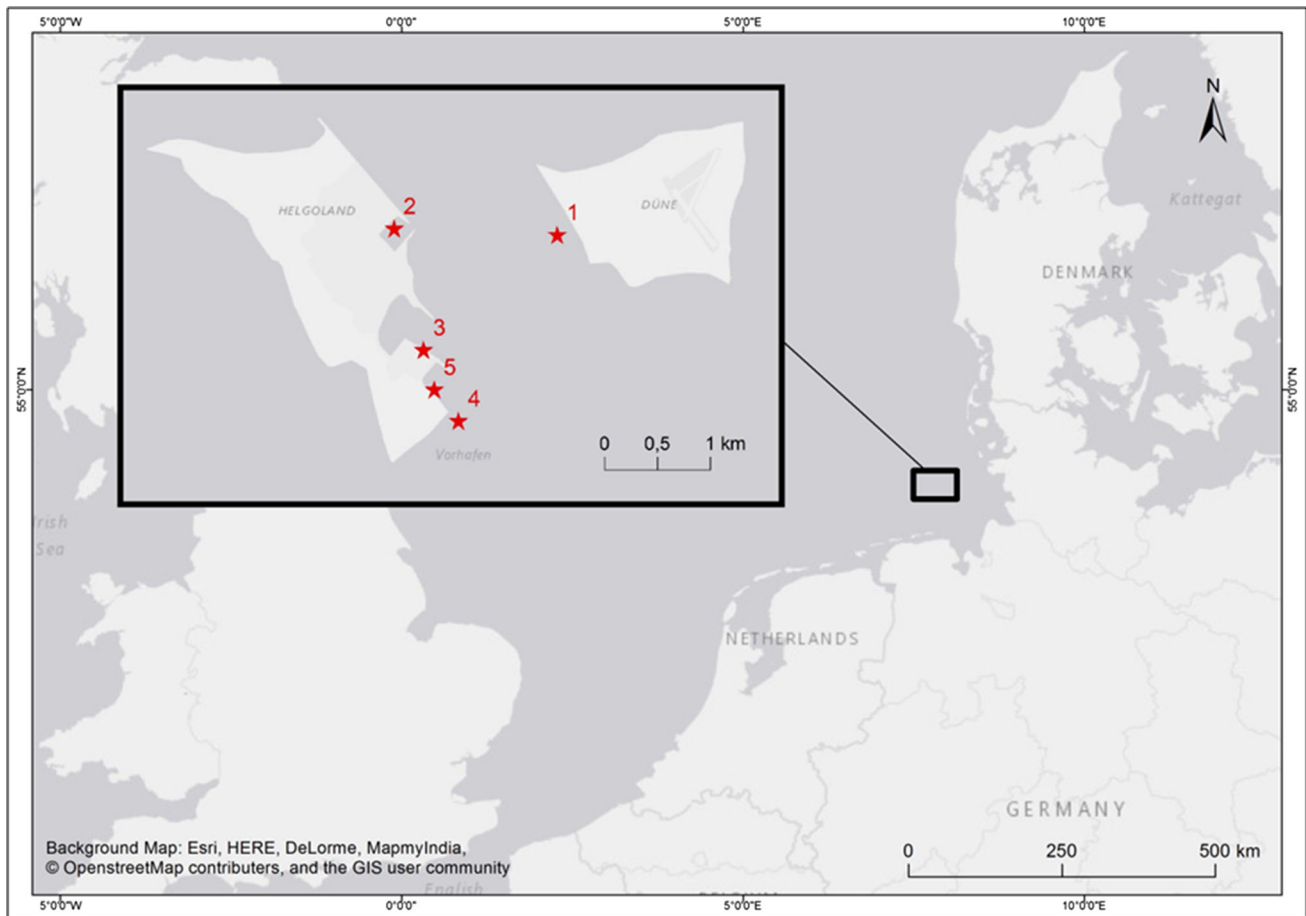 5°0'0"W 0°0'0" 5°0'0"E 10°0'0"E
N
2
HELGOLAND
1
DÜNE
Kattegat
DENMARK
3
5
4
Vorhafen
0 0,5 1 km
55°0'0"N
55°0'0"N
Irish
Sea
NETHERLANDS
GERMANY
Background Map: Esri, HERE, DeLorme, MapmyIndia,
© OpenstreetMap contributers, and the GIS user community
0 250 500 km
English
5°0'0"W 0°0'0" 5°0'0"E 10°0'0"E